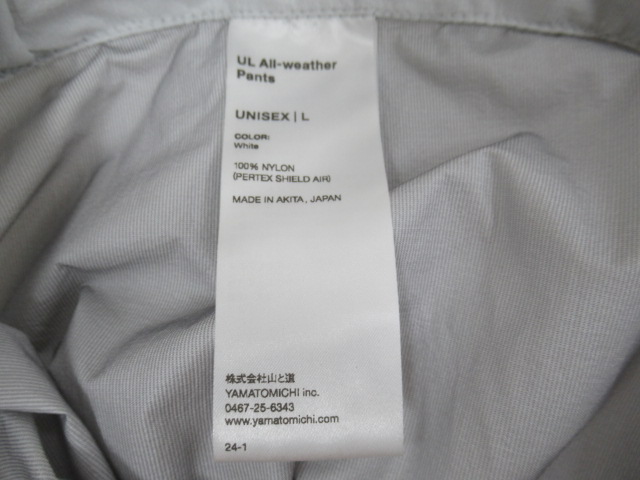 UL All-weather
Pants
UNISEX | L
COLOR:
White
100% NYLON
(PERTEX SHIELD AIR)
MADE IN AKITA, JAPAN
株式会社山と道
YAMATOMICHI inc.
0467-25-6343
www.yamatomichi.com
24-1